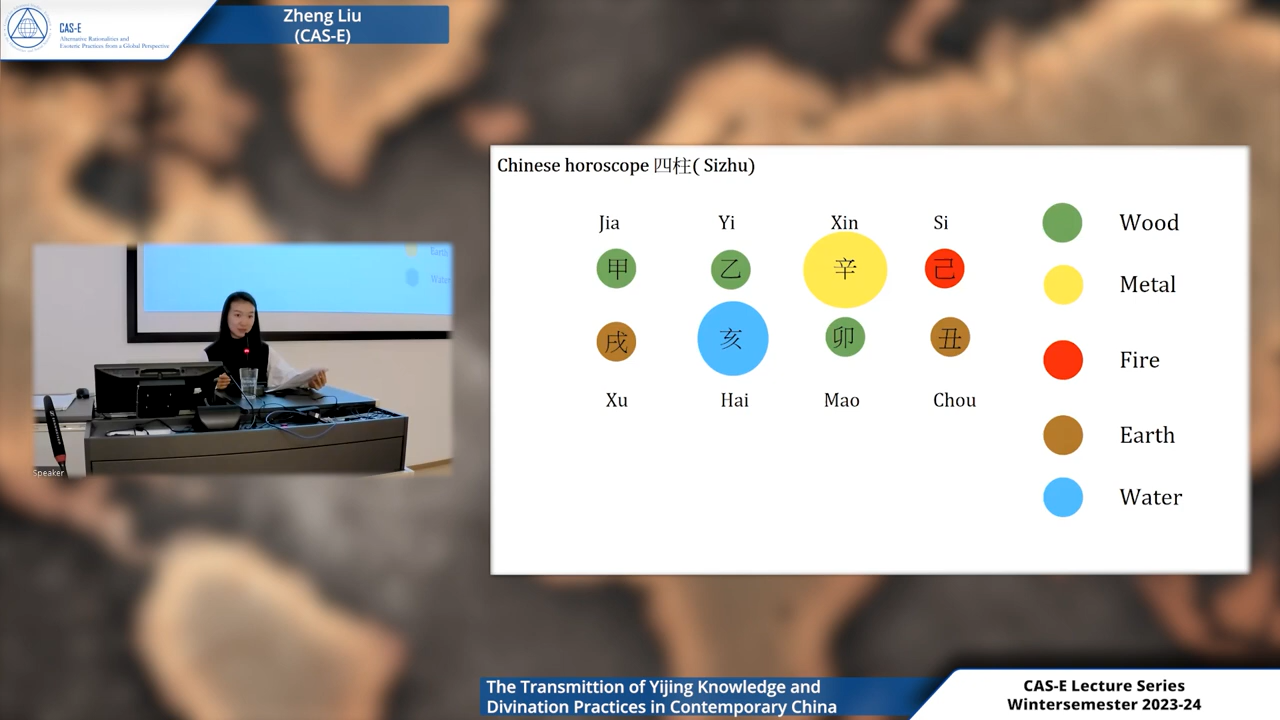 CAS-E
Alternative Rationalities and
Esoteric Practices from a Global Perspective
Zheng Liu
(CAS-E)
Earth
Water
Speaker
Chinese horoscope 四柱( Sizhu)
Jia Yi Xin Si
甲 乙 辛 己
戌 亥 卯 丑
Xu Hai Mao Chou
Wood
Metal
Fire
Earth
Water
The Transmittion of Yijing Knowledge and
Divination Practices in Contemporary China
CAS-E Lecture Series
Wintersemester 2023-24